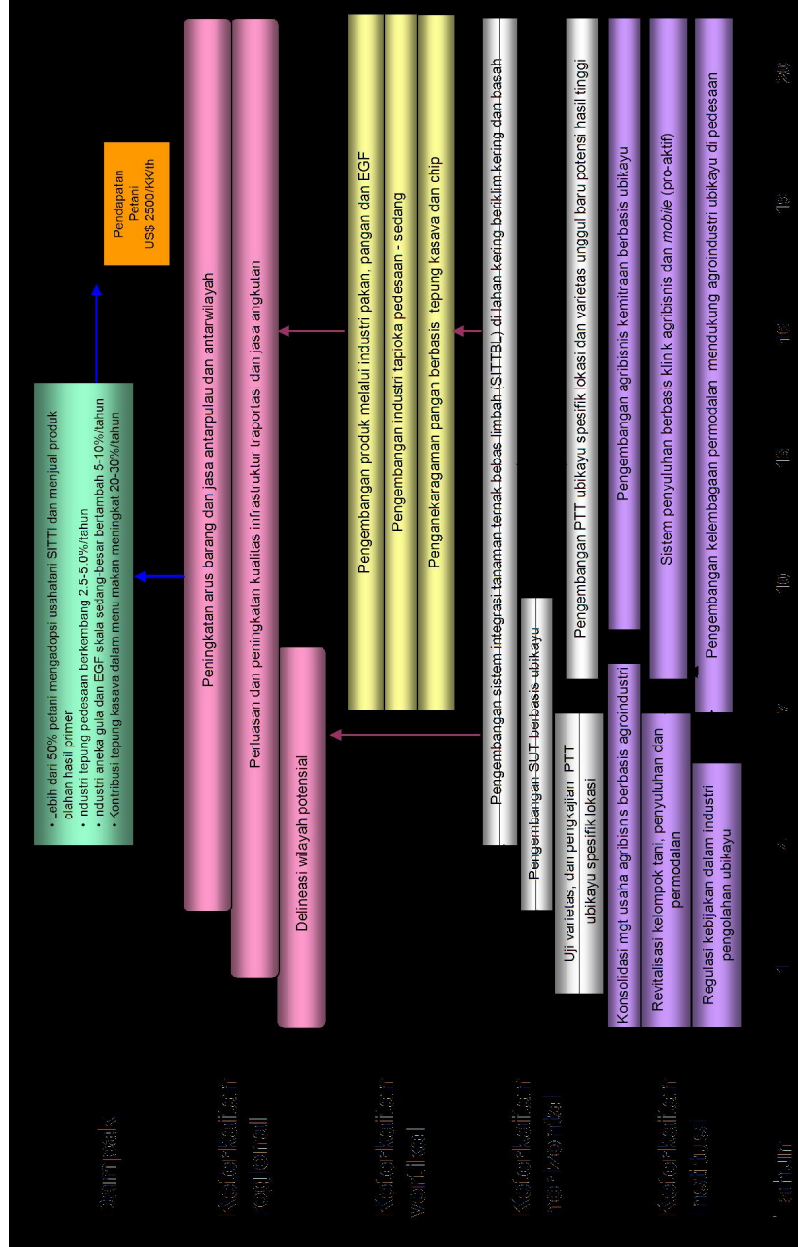 Dampak
• Lebih dari 50% petani mengadopsi usahatani SITTI dan menjual produk
olahan hasil primer
• Industri tepung pedesaan berkembang 2.5-5.0%/tahun
• Industri aneka gula dan EGF skala sedang-besar bertambah 5-10%/tahun
• Kontribusi tepung kasava dalam menu makan meningkat 20-30%/tahun
Pendapatan
Petani
US$ 2500/KK/th
Keterkaitan
regional
Peningkatan arus barang dan jasa antarpulau dan antarwilayah
Perluasan dan peningkatan kualitas infrastruktur traportas dan jasa angkutan
Delineasi wilayah potensial
Keterkaitan
vertikal
Pengembangan produk melalui industri pakan, pangan dan EGF
Pengembangan industri tapioka pedesaan - sedang
Penganekaragaman pangan berbasis tepung kasava dan chip
Keterkaitan
horizontal
Pengembangan sistem integrasi tanaman ternak bebas limbah (SITTBL) di lahan kering beriklim kering dan basah
Pengembangan SUT berbasis ubikayu
Uji varietas, dan pengkajian PTT
ubikayu spesifik lokasi
Pengembangan PTT ubikayu spesifik lokasi dan varietas unggul baru potensi hasil tinggi
Keterkaitan
institusi
Konsolidasi mgt usaha agribisns berbasis agroindustri
Pengembangan agribisnis kemitraan berbasis ubikayu
Revitalisasi kelompok tani, penyuluhan dan
permodalan
Sistem penyuluhan berbasis klinik agribisnis dan mobile (pro-aktif)
Regulasi kebijakan dalam industri
pengolahan ubikayu
Pengembangan kelembagaan permodalan mendukung agroindustri ubikayu di pedesaan
Tahun
1 4 7 10 13 16 19 20